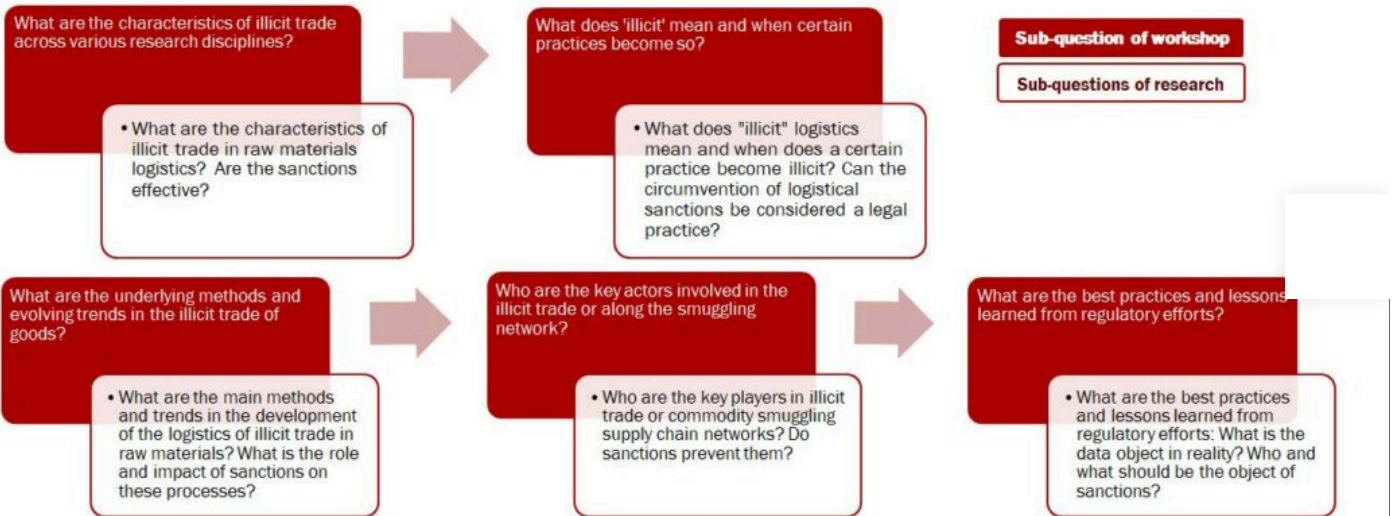 What are the characteristics of illicit trade
across various research disciplines?
• What are the characteristics of
illicit trade in raw materials
logistics? Are the sanctions
effective?
What does 'illicit' mean and when certain
practices become so?
• What does "illicit" logistics
mean and when does a certain
practice become illicit? Can the
circumvention of logistical
sanctions be considered a legal
practice?
Sub-question of workshop
Sub-questions of research
What are the underlying methods and
evolving trends in the illicit trade of
goods?
• What are the main methods
and trends in the development
of the logistics of illicit trade in
raw materials? What is the role
and impact of sanctions on
these processes?
Who are the key actors involved in the
illicit trade or along the smuggling
network?
• Who are the key players in illicit
trade or commodity smuggling
supply chain networks? Do
sanctions prevent them?
What are the best practices and lessons
learned from regulatory efforts?
• What are the best practices
and lessons learned from
regulatory efforts: What is the
data object in reality? Who and
what should be the object of
sanctions?